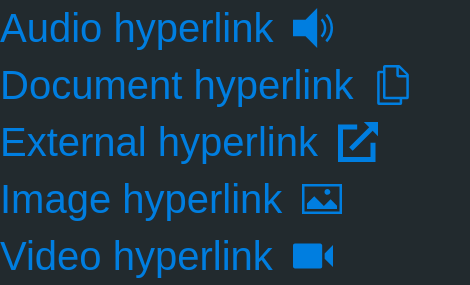 Audio hyperlink
Document hyperlink
External hyperlink
Image hyperlink
Video hyperlink